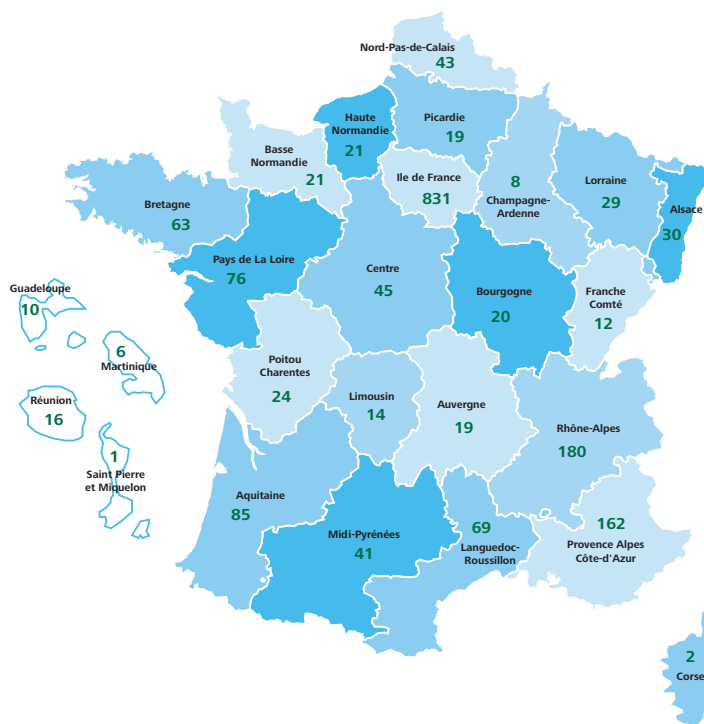 Nord-Pas-de-Calais
43
Haute
Normandie
21
Picardie
19
Basse
Normandie
21
Ile de France
831
8
Champagne-
Ardenne
Lorraine
29
Alsace
30
Bretagne
63
Pays de La Loire
76
Centre
45
Bourgogne
20
Franche
Comté
12
Guadeloupe
10
6
Martinique
Réunion
16
1
Saint Pierre
et Miquelon
Poitou
Charentes
24
Limousin
14
Auvergne
19
Rhône-Alpes
180
Aquitaine
85
Midi-Pyrénées
41
69
Languedoc-
Roussillon
162
Provence Alpes
Côte-d'Azur
2
Corse